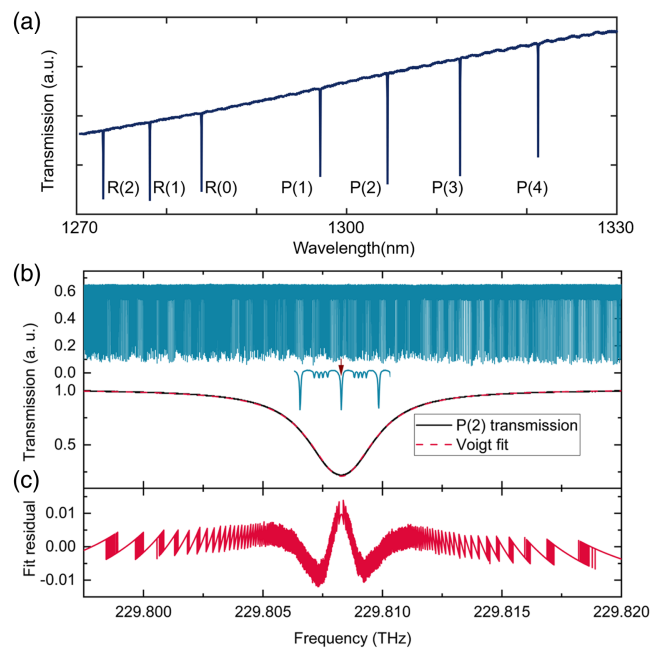 (a)
Transmission (a.u.)
R(2) R(1) R(0) P(1) P(2) P(3) P(4)
1270 1300 1330
Wavelength(nm)
(b)
Transmission (a. u.)
0.6
0.4
0.2
0.0
1.0
0.5
P(2) transmission
Voigt fit
(c)
Fit residual
0.01
0.00
-0.01
229.800 229.805 229.810 229.815 229.820
Frequency (THz)